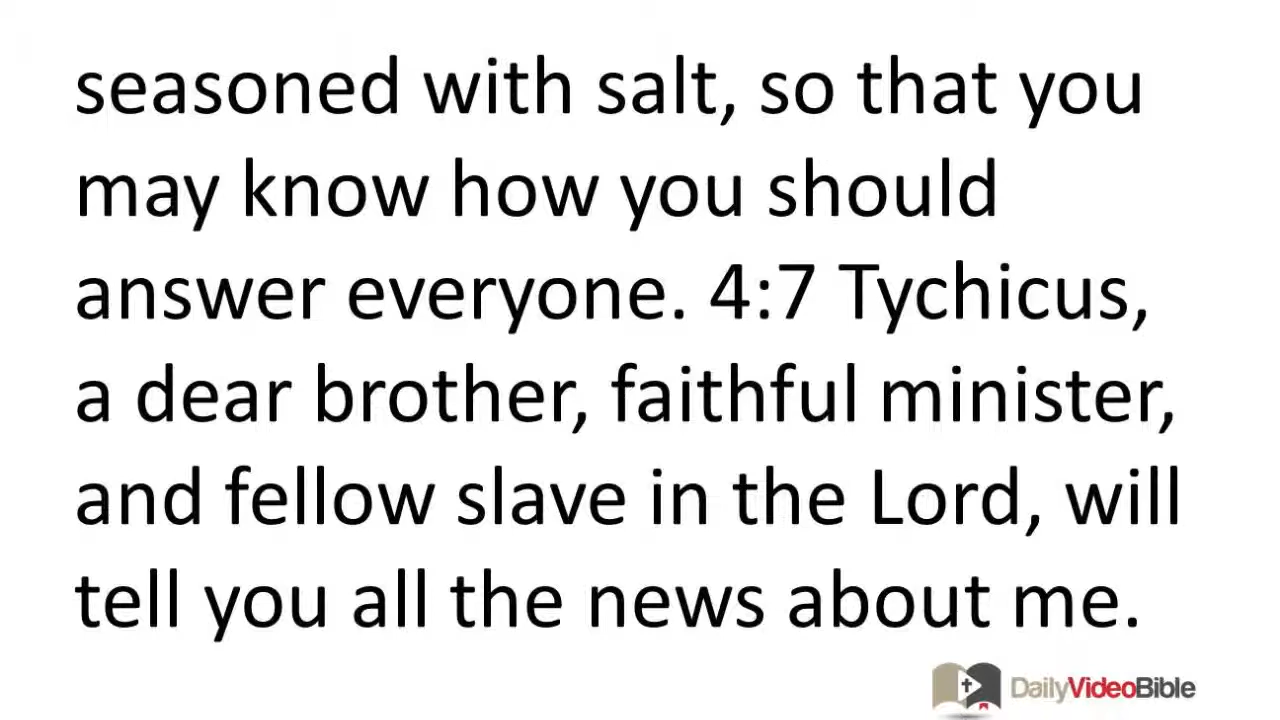 seasoned with salt, so that you
may know how you should
answer everyone. 4:7 Tychicus,
a dear brother, faithful minister,
and fellow slave in the Lord, will
tell you all the news about me.
DailyVideoBible